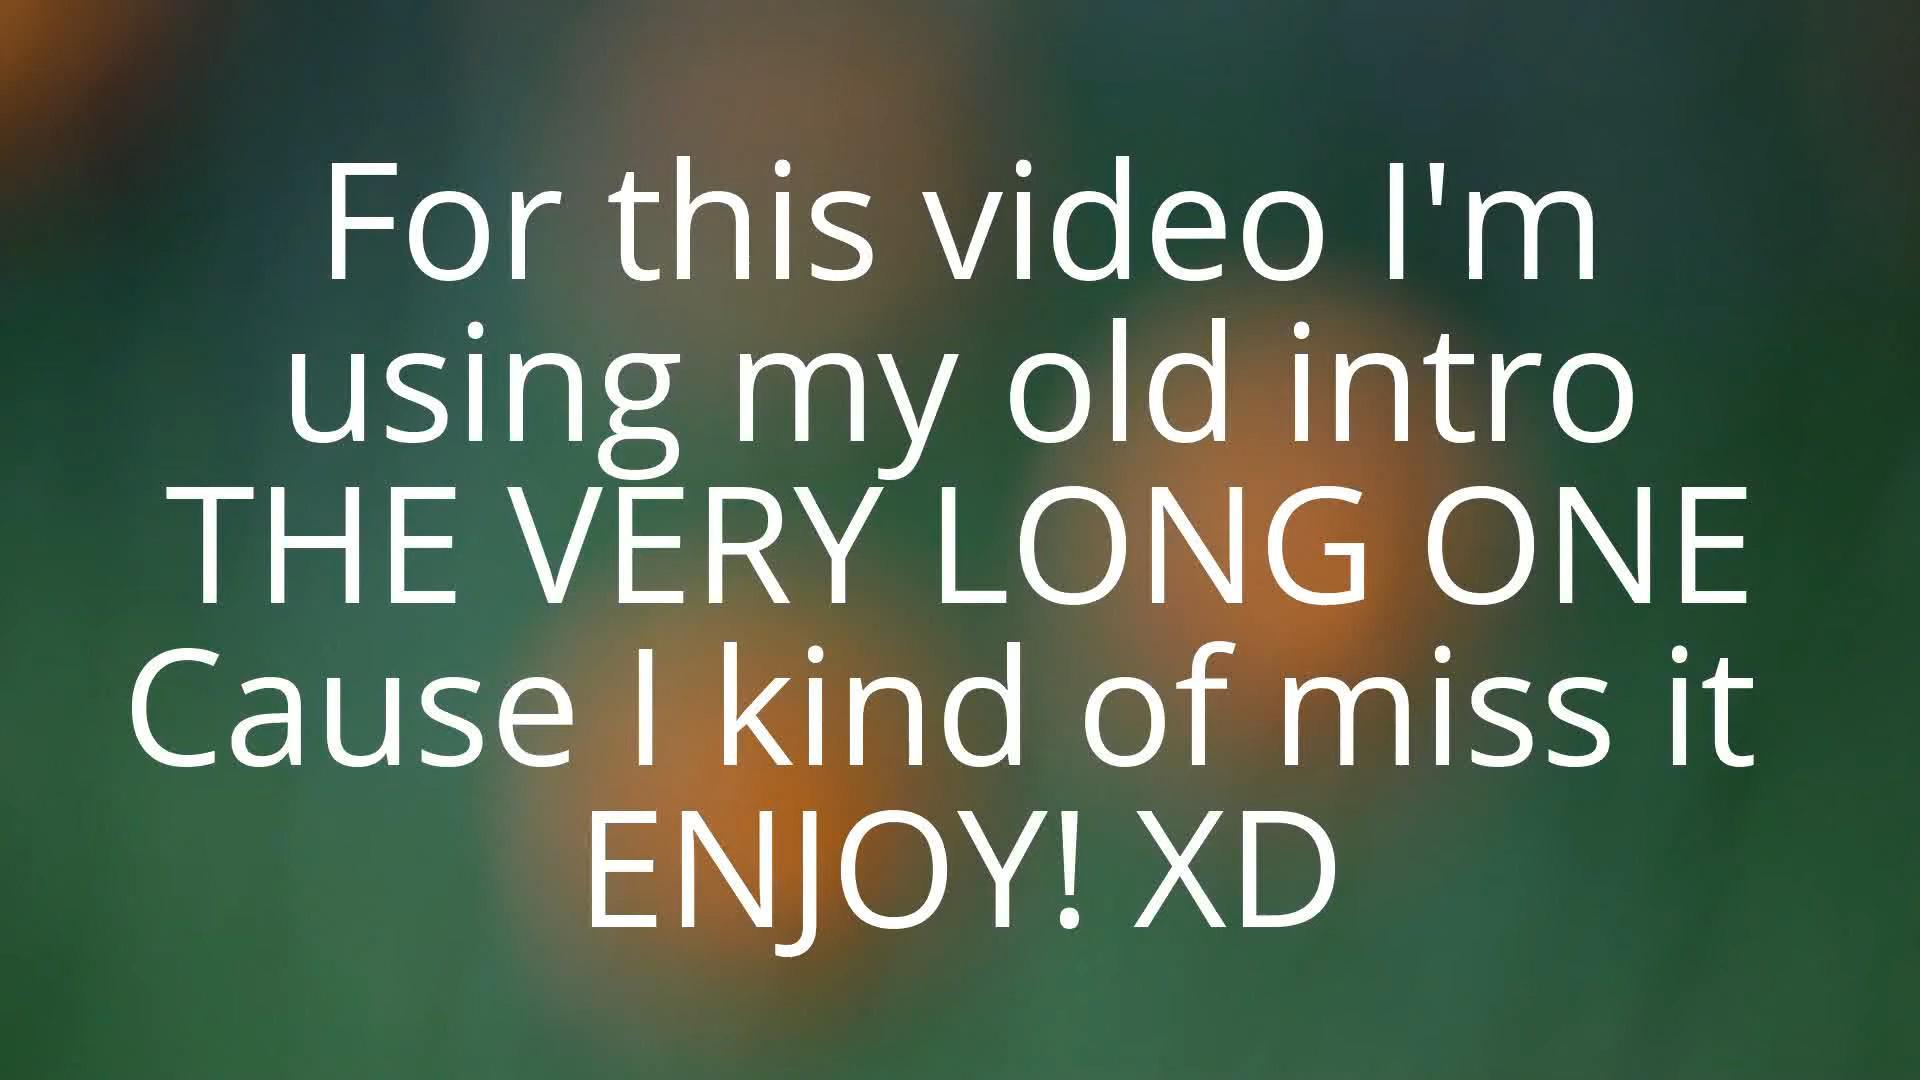 For this video I'm
using my old intro
THE VERY LONG ONE
Cause I kind of miss it
ENJOY! XD